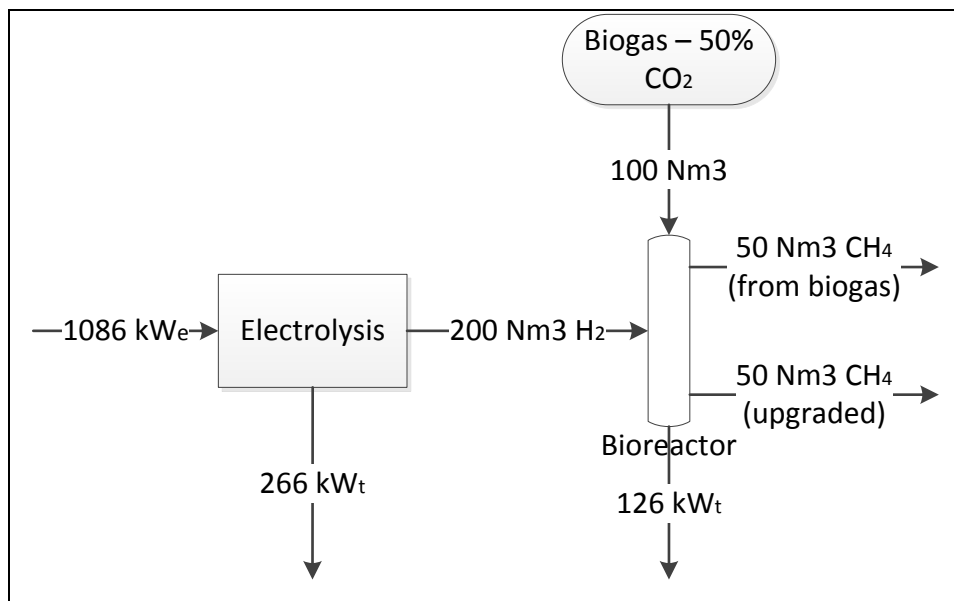 Biogas – 50%
CO₂
100 Nm3
50 Nm3 CH₄
(from biogas)
1086 kWₑ
Electrolysis
200 Nm3 H₂
50 Nm3 CH₄
(upgraded)
Bioreactor
266 kWₜ
126 kWₜ